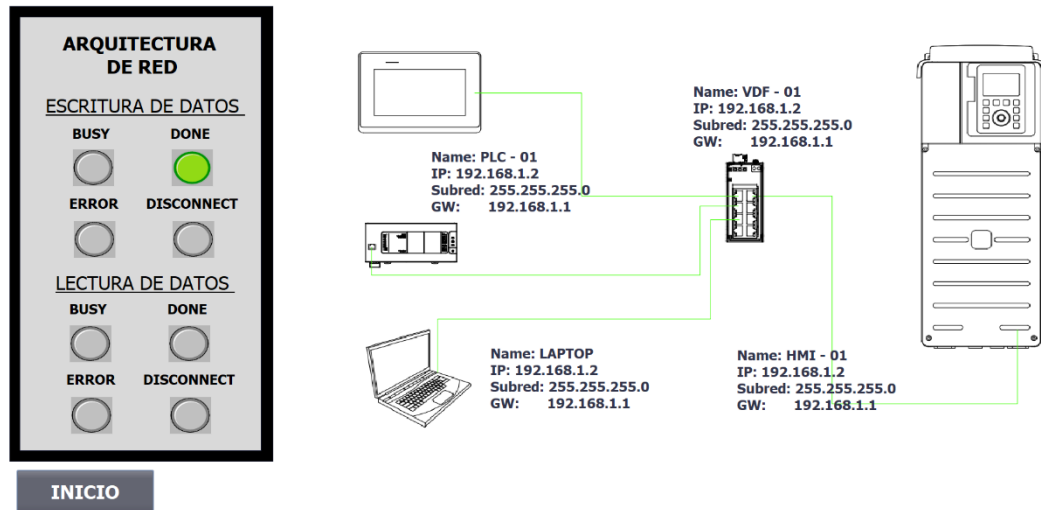 ARQUITECTURA
DE RED
ESCRITURA DE DATOS
BUSY DONE
ERROR DISCONNECT
LECTURA DE DATOS
BUSY DONE
ERROR DISCONNECT
INICIO
Name: PLC - 01
IP: 192.168.1.2
Subred: 255.255.255.0
GW: 192.168.1.1
Name: VDF - 01
IP: 192.168.1.2
Subred: 255.255.255.0
GW: 192.168.1.1
Name: LAPTOP
IP: 192.168.1.2
Subred: 255.255.255.0
GW: 192.168.1.1
Name: HMI - 01
IP: 192.168.1.2
Subred: 255.255.255.0
GW: 192.168.1.1